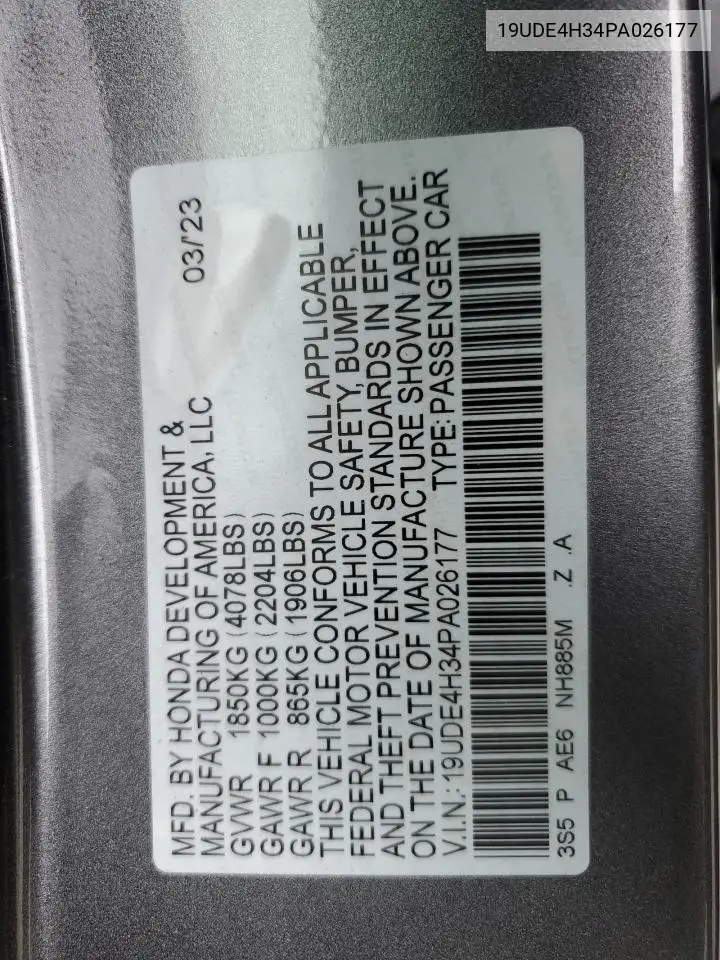 19UDE4H34PA026177
MFD. BY HONDA DEVELOPMENT &
MANUFACTURING OF AMERICA, LLC 03/'23
GVWR 1850KG (4078LBS)
GAWR F 1000KG (2204LBS)
GAWR R 865KG (1906LBS)
THIS VEHICLE CONFORMS TO ALL APPLICABLE
FEDERAL MOTOR VEHICLE SAFETY, BUMPER,
AND THEFT PREVENTION STANDARDS IN EFFECT
ON THE DATE OF MANUFACTURE SHOWN ABOVE.
V.I.N.: 19UDE4H34PA026177 TYPE: PASSENGER CAR
3S5 P AE6 NH885M .Z .A